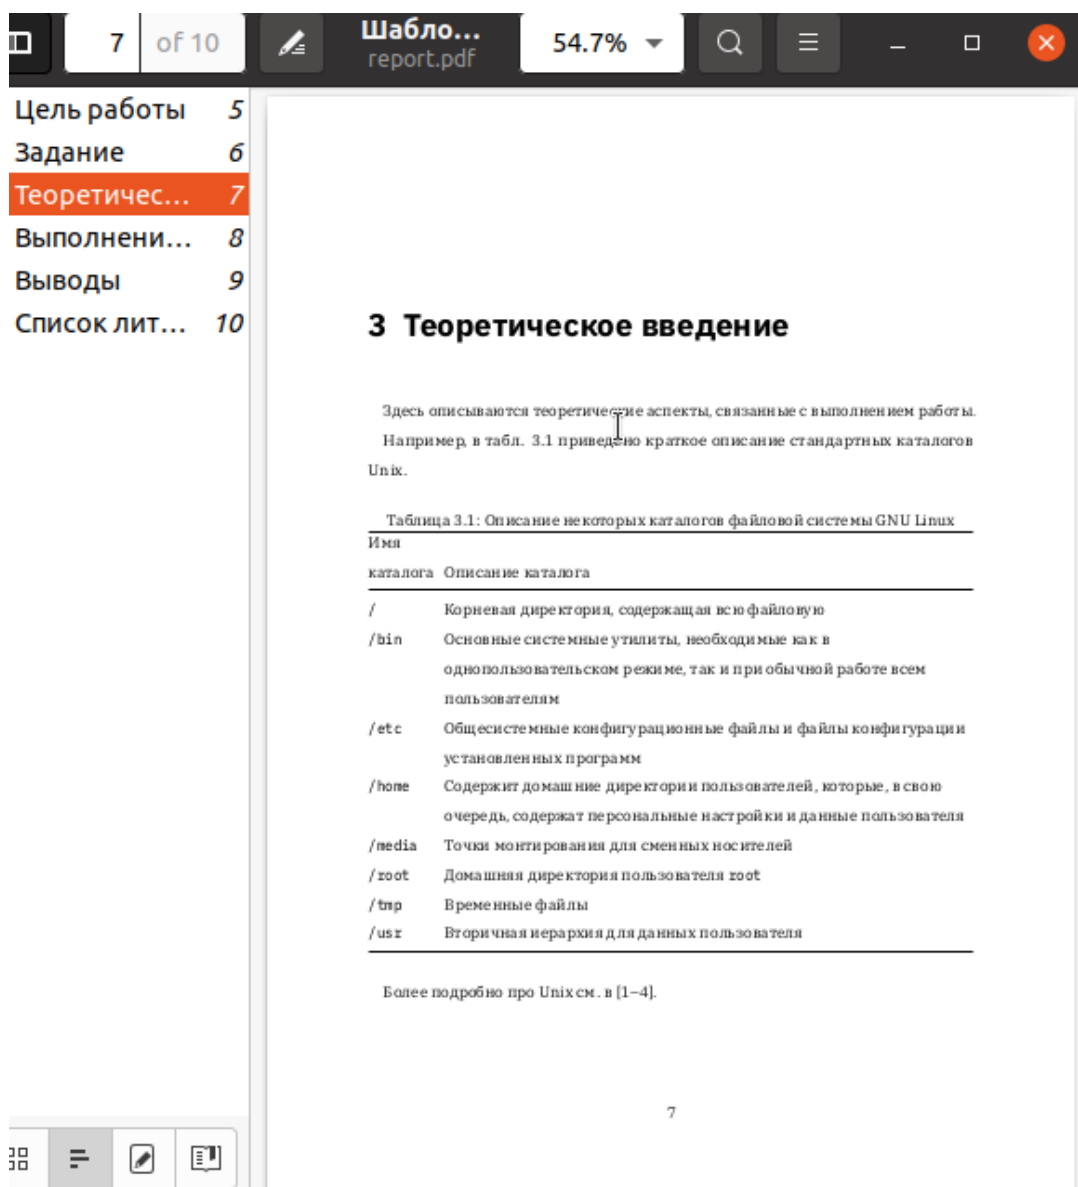 7 of 10
Шабло...
report.pdf
54.7%
Цель работы 5
Задание 6
Теоретичес... 7
Выполнени... 8
Выводы 9
Список лит... 10
3 Теоретическое введение
Здесь описываются теоретические аспекты, связанные с выполнением работы.
Например, в табл. 3.1 приведено краткое описание стандартных каталогов
Unix.
Таблица 3.1: Описание некоторых каталогов файловой системы GNU Linux
Имя
каталога Описание каталога
/ Корневая директория, содержащая всю файловую
/bin Основные системные утилиты, необходимые как в
однопользовательском режиме, так и при обычной работе всем
пользователям
/etc Общесистемные конфигурационные файлы и файлы конфигурации
установленных программ
/home Содержит домашние директории пользователей, которые, в свою
очередь, содержат персональные настройки и данные пользователя
/media Точки монтирования для сменных носителей
/root Домашняя директория пользователя root
/tmp Временные файлы
/usr Вторичная иерархия для данных пользователя
Более подробно про Unix см. в [1–4].
7